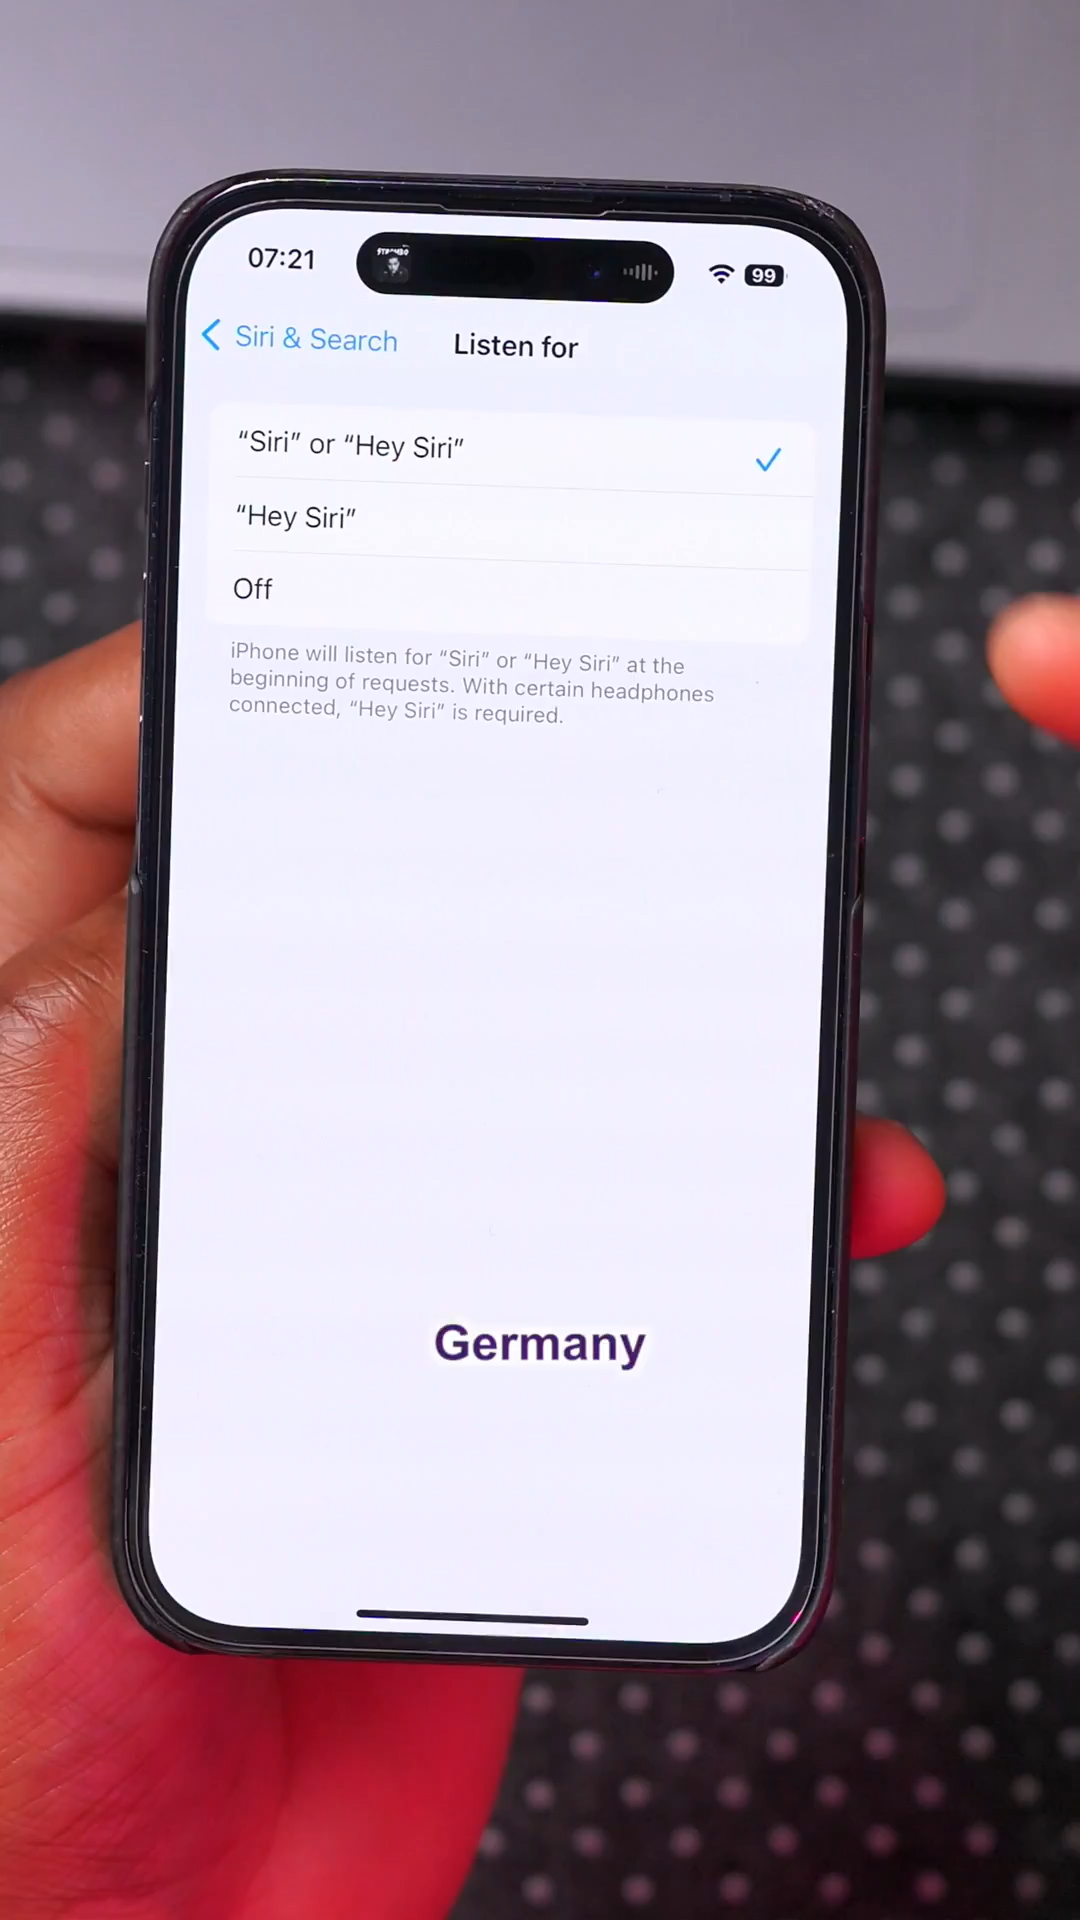 07:21
99
Siri & Search
Listen for
“Siri” or “Hey Siri”
“Hey Siri”
Off
iPhone will listen for “Siri” or “Hey Siri” at the
beginning of requests. With certain headphones
connected, “Hey Siri” is required.
Germany